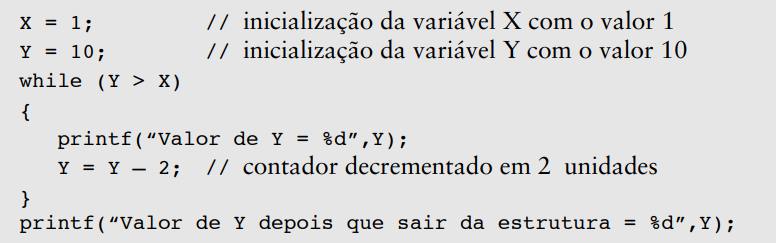 X = 1; // inicialização da variável X com o valor 1
Y = 10; // inicialização da variável Y com o valor 10
while (Y > X)
{
printf(“Valor de Y = %d”,Y);
Y = Y – 2; // contador decrementado em 2 unidades
}
printf(“Valor de Y depois que sair da estrutura = %d”,Y);